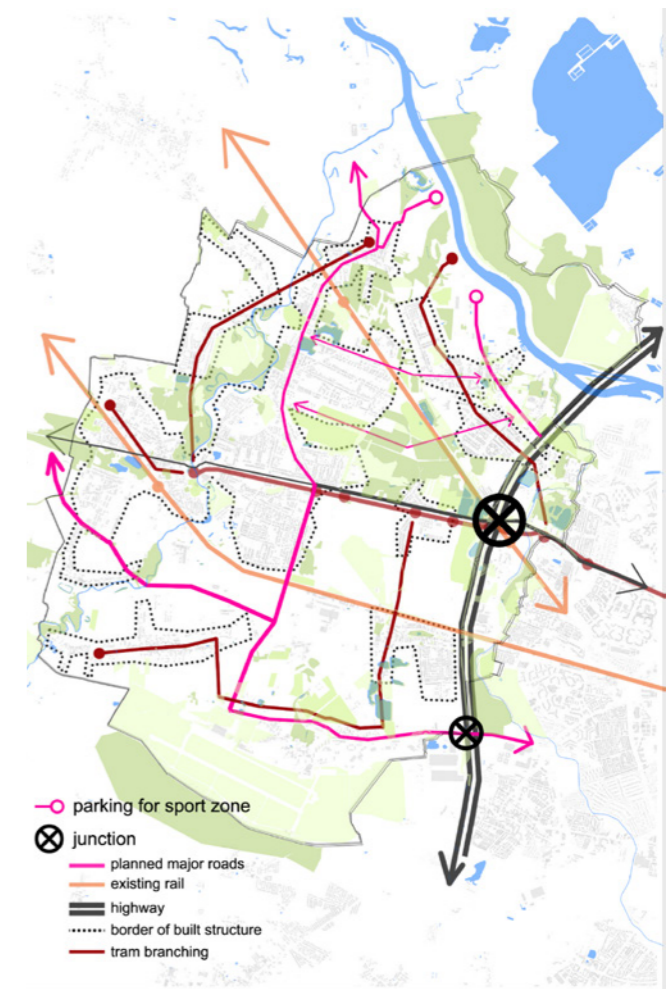 parking for sport zone
junction
planned major roads
existing rail
highway
border of built structure
tram branching